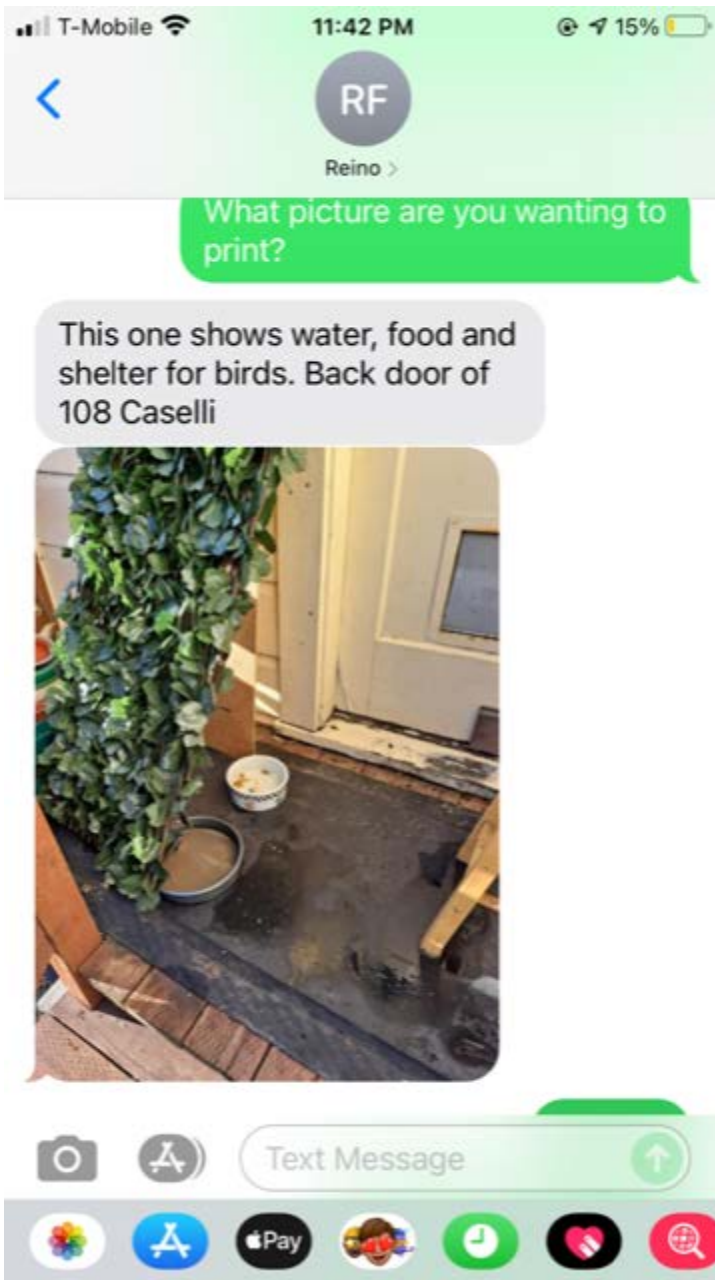 T-Mobile 11:42 PM 15%
RF
Reino >
What picture are you wanting to
print?
This one shows water, food and
shelter for birds. Back door of
108 Caselli
Text Message
Pay